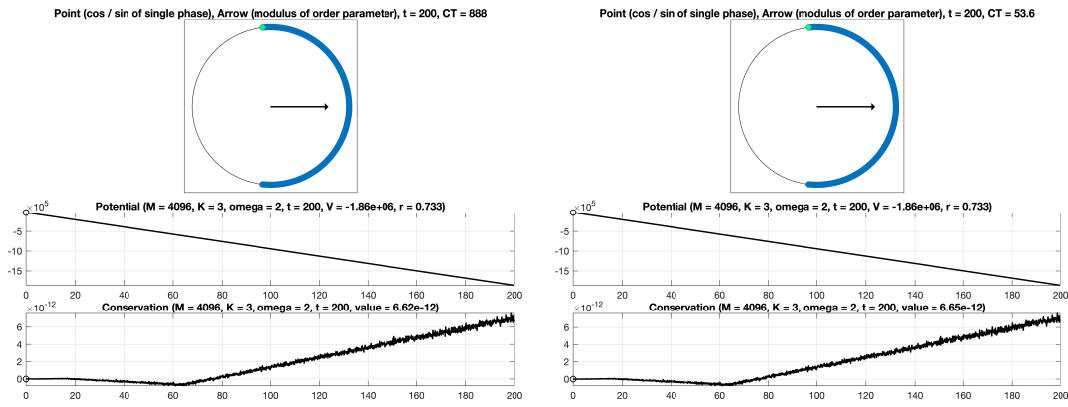 Point (cos / sin of single phase), Arrow (modulus of order parameter), t = 200, CT = 888
×10^5
Potential (M = 4096, K = 3, omega = 2, t = 200, V = -1.86e+06, r = 0.733)
-5
-10
-15
0 20 40 60 80 100 120 140 160 180 200
×10^-12
Conservation (M = 4096, K = 3, omega = 2, t = 200, value = 6.62e-12)
6
4
2
0
0 20 40 60 80 100 120 140 160 180 200
Point (cos / sin of single phase), Arrow (modulus of order parameter), t = 200, CT = 53.6
×10^5
Potential (M = 4096, K = 3, omega = 2, t = 200, V = -1.86e+06, r = 0.733)
-5
-10
-15
0 20 40 60 80 100 120 140 160 180 200
×10^-12
Conservation (M = 4096, K = 3, omega = 2, t = 200, value = 6.65e-12)
6
4
2
0
0 20 40 60 80 100 120 140 160 180 200